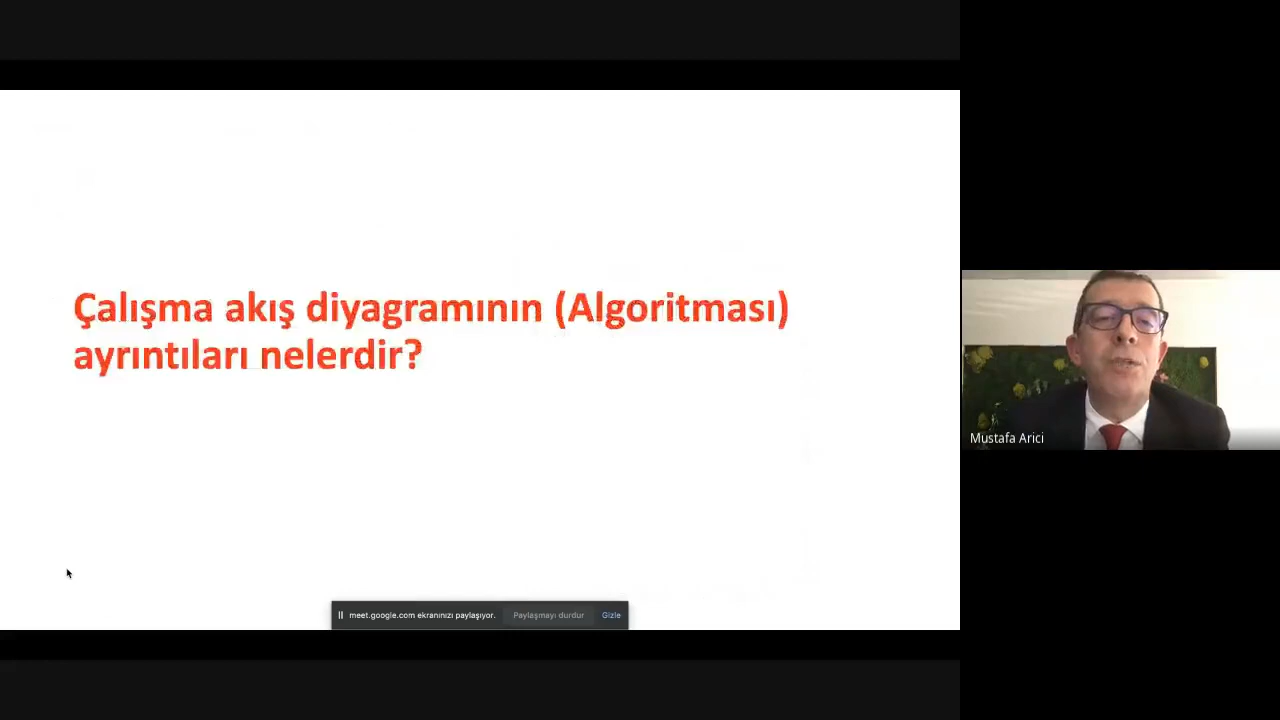 Çalışma akış diyagramının (Algoritması)
ayrıntıları nelerdir?
Mustafa Arici
meet.google.com ekranınızı paylaşıyor. Paylaşmayı durdur Gizle